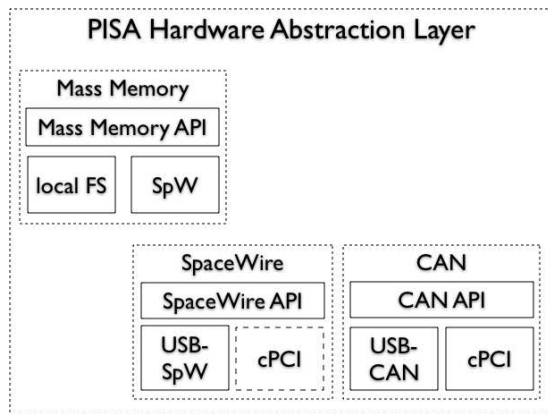 PISA Hardware Abstraction Layer
Mass Memory
Mass Memory API
local FS
SpW
SpaceWire
SpaceWire API
USB-
SpW
cPCI
CAN
CAN API
USB-
CAN
cPCI